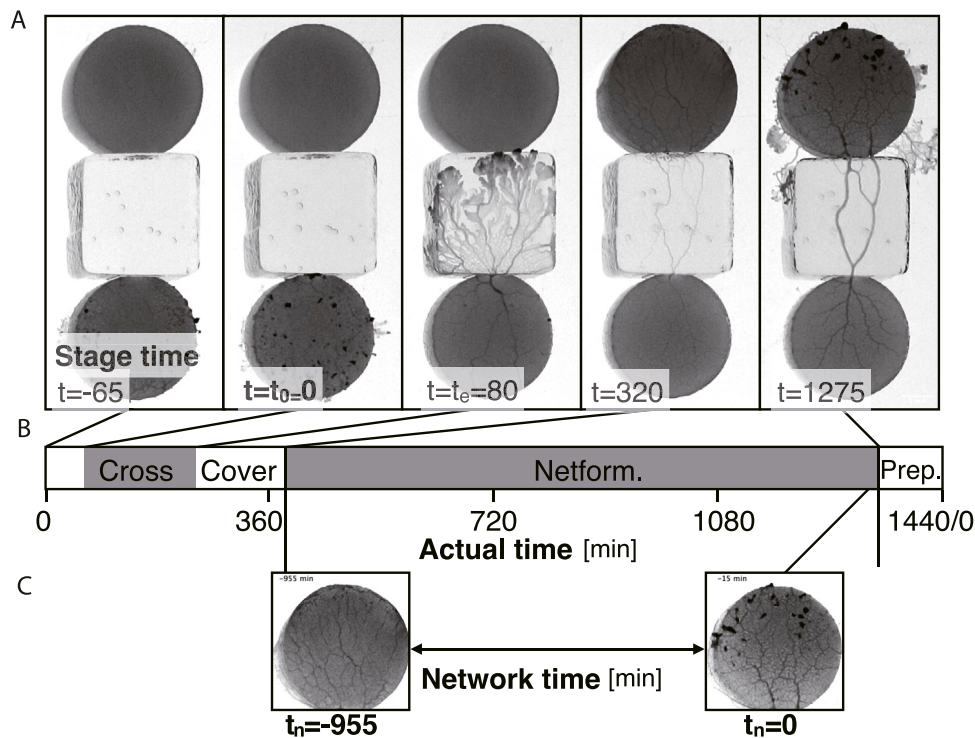 A
Stage time
t=-65
t=t0=0
t=te=80
t=320
t=1275
B
Cross Cover Netform. Prep.
0 360 720 1080 1440/0
Actual time [min]
C
-955 min
-15 min
Network time [min]
tn=-955
tn=0